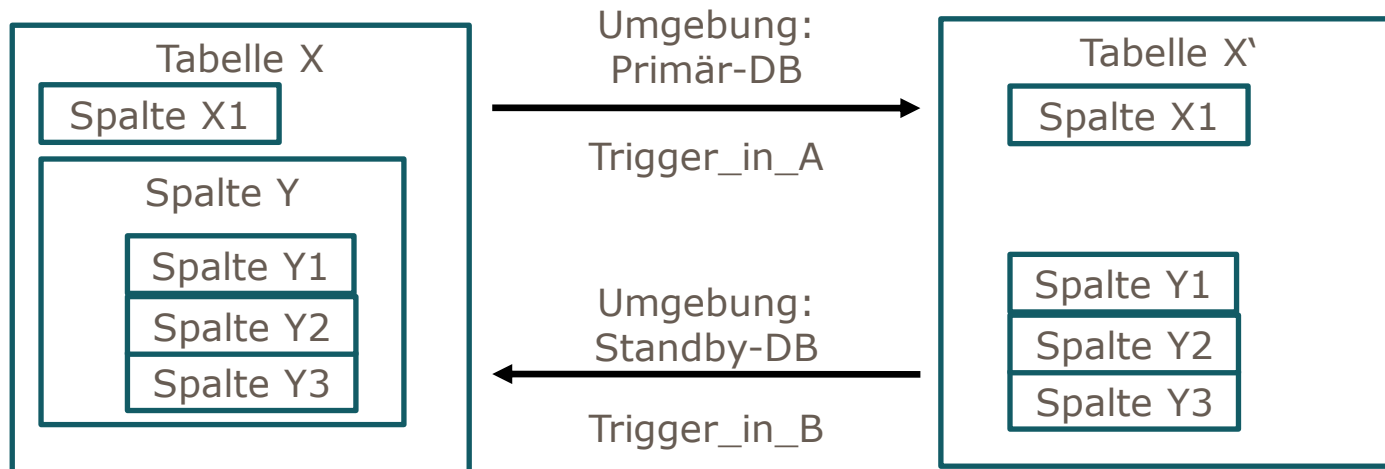 Tabelle X
Spalte X1
Spalte Y
Spalte Y1
Spalte Y2
Spalte Y3
Umgebung:
Primär-DB
Trigger_in_A
Umgebung:
Standby-DB
Trigger_in_B
Tabelle X‘
Spalte X1
Spalte Y1
Spalte Y2
Spalte Y3